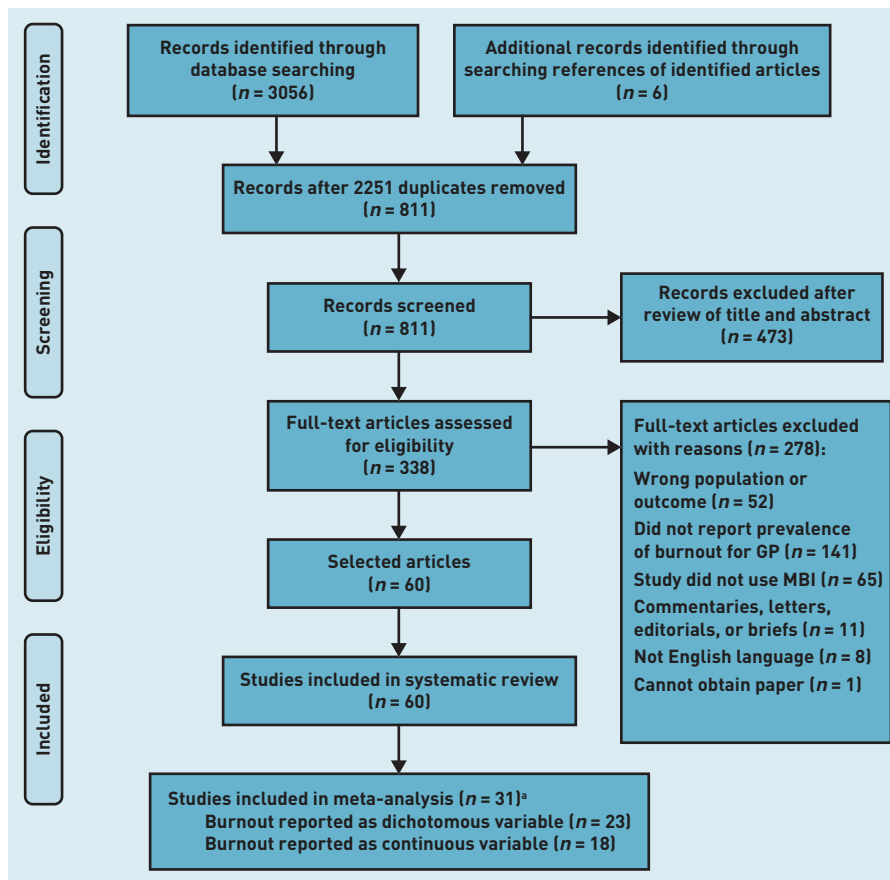 Identification
Records identified through
database searching
(n = 3056)
Additional records identified through
searching references of identified articles
(n = 6)
Records after 2251 duplicates removed
(n = 811)
Screening
Records screened
(n = 811)
Records excluded after
review of title and abstract
(n = 473)
Eligibility
Full-text articles assessed
for eligibility
(n = 338)
Full-text articles excluded
with reasons (n = 278):
Wrong population or
outcome (n = 52)
Did not report prevalence
of burnout for GP (n = 141)
Study did not use MBI (n = 65)
Commentaries, letters,
editorials, or briefs (n = 11)
Not English language (n = 8)
Cannot obtain paper (n = 1)
Selected articles
(n = 60)
Included
Studies included in systematic review
(n = 60)
Studies included in meta-analysis (n = 31)ᵃ
Burnout reported as dichotomous variable (n = 23)
Burnout reported as continuous variable (n = 18)